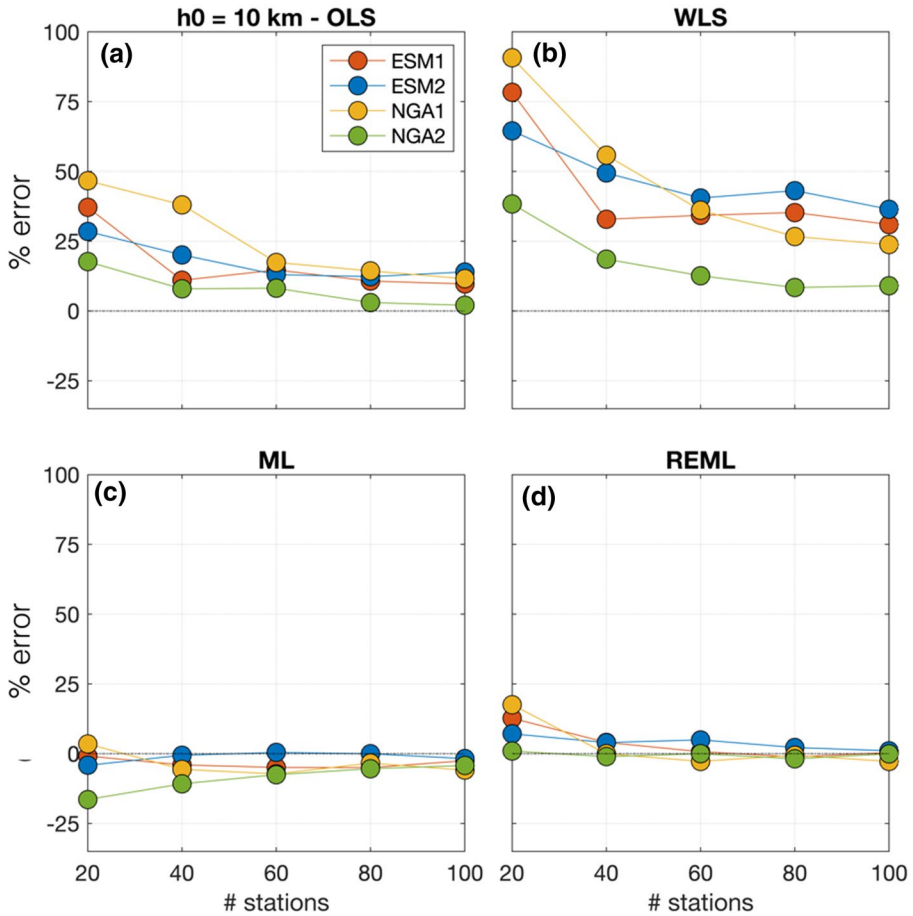 h0 = 10 km - OLS
WLS
(a)
ESM1
ESM2
NGA1
NGA2
(b)
100
75
50
25
0
-25
% error
ML
REML
(c)
(d)
100
75
50
25
0
-25
% error
(
20 40 60 80 100
20 40 60 80 100
# stations
# stations